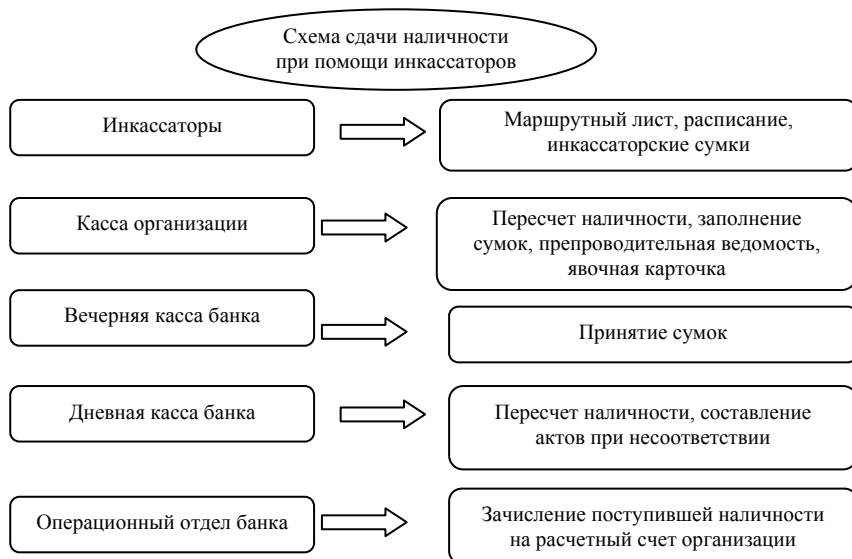 Схема сдачи наличности
при помощи инкассаторов
Инкассаторы
Маршрутный лист, расписание,
инкассаторские сумки
Касса организации
Пересчет наличности, заполнение
сумок, препроводительная ведомость,
явочная карточка
Вечерняя касса банка
Принятие сумок
Дневная касса банка
Пересчет наличности, составление
актов при несоответствии
Операционный отдел банка
Зачисление поступившей наличности
на расчетный счет организации